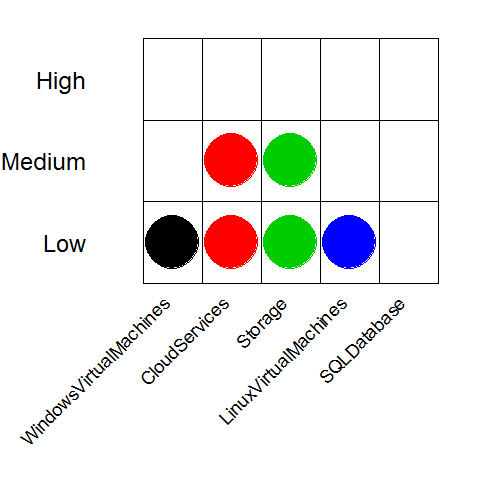 High
Medium
Low
WindowsVirtualMachines
CloudServices
Storage
LinuxVirtualMachines
SQLDatabase